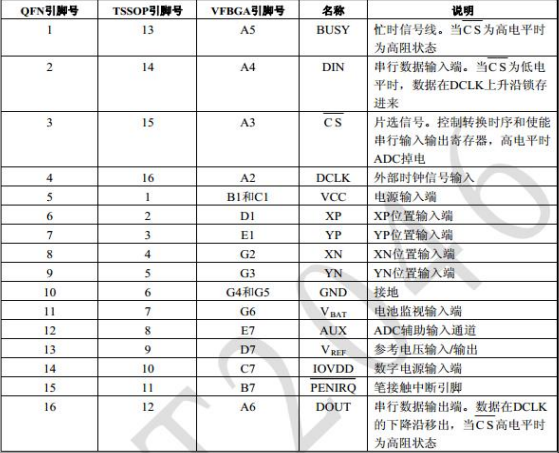 QFN引脚号 TSSOP引脚号 VFBGA引脚号 名称 说明
1 13 A5 BUSY 忙时信号线。当CS为高电平时
为高阻状态
2 14 A4 DIN 串行数据输入端。当CS为低电
平时，数据在DCLK上升沿锁存
进来
3 15 A3 CS 片选信号。控制转换时序和使能
串行输入输出寄存器，高电平时
ADC掉电
4 16 A2 DCLK 外部时钟信号输入
5 1 B1和C1 VCC 电源输入端
6 2 D1 XP XP位置输入端
7 3 E1 YP YP位置输入端
8 4 G2 XN XN位置输入端
9 5 G3 YN YN位置输入端
10 6 G4和G5 GND 接地
11 7 G6 VBAT 电池监视输入端
12 8 E7 AUX ADC辅助输入通道
13 9 D7 VREF 参考电压输入/输出
14 10 C7 IOVDD 数字电源输入端
15 11 B7 PENIRQ 笔接触中断引脚
16 12 A6 DOUT 串行数据输出端。数据在DCLK
的下降沿移出，当CS高电平时
为高阻状态
T2046